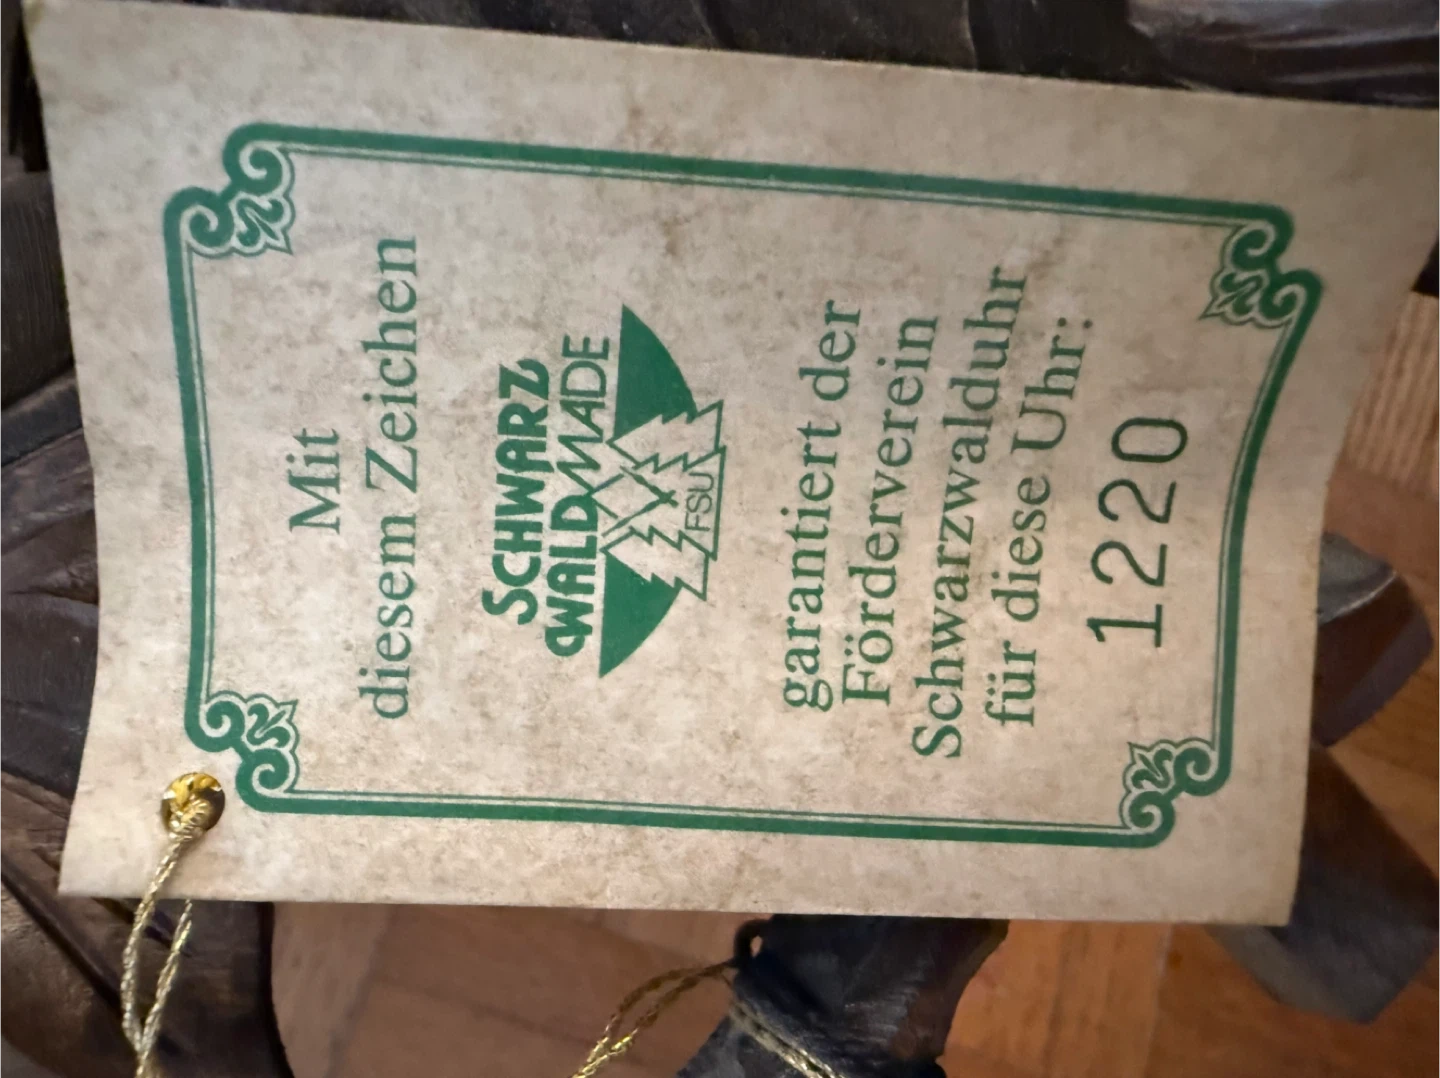 Mit
diesem Zeichen
SCHWARZ
WALD MADE
FSU
garantiert der
Förderverein
Schwarzwalduhr
für diese Uhr:
1220